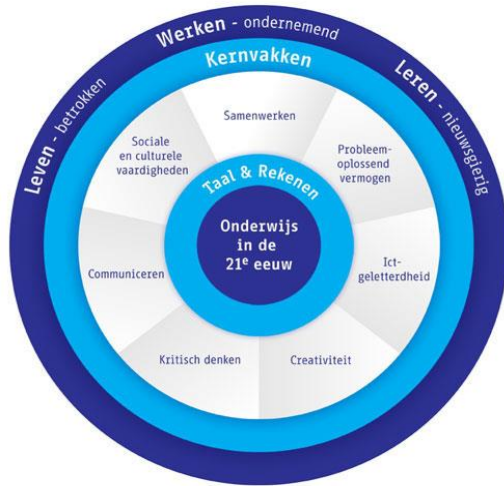 Werken - ondernemend
Leven - betrokken
Leren - nieuwsgierig
Kernvakken
Samenwerken
Sociale
en culturele
vaardigheden
Probleem-
oplossend
vermogen
Taal & Rekenen
Onderwijs
in de
21e eeuw
Communiceren
Ict-
geletterdheid
Kritisch denken
Creativiteit